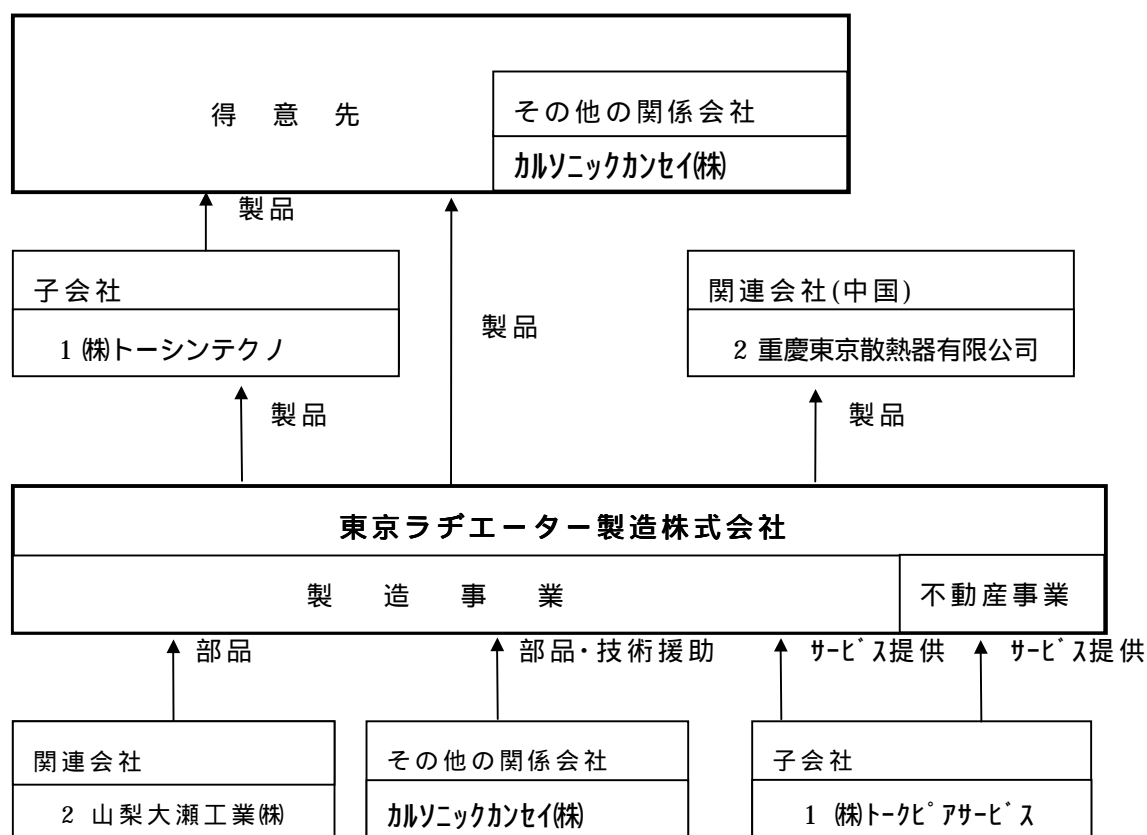 得意先
その他の関係会社
カルソニックカンセイ(株)
製品
子会社
1 ㈱トーシンテクノ
製品
関連会社(中国)
2 重慶東京散熱器有限公司
製品
製品
東京ラヂエーター製造株式会社
製造事業
不動産事業
部品
部品・技術援助
ｻｰﾋﾞｽ提供
ｻｰﾋﾞｽ提供
関連会社
2 山梨大瀬工業㈱
その他の関係会社
カルソニックカンセイ(株)
子会社
1 (株)ﾄｰｸﾋﾟｱｻｰﾋﾞｽ